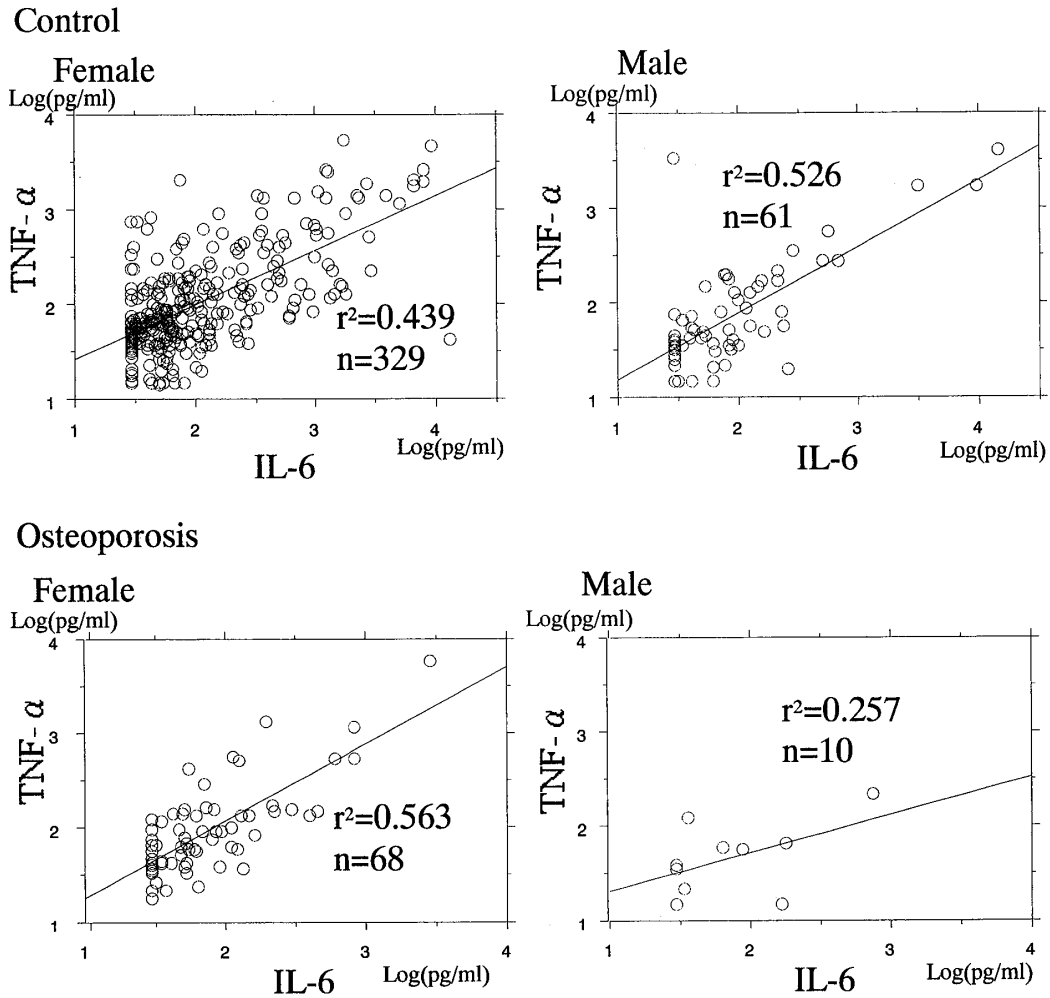 Control
Female
Log(pg/ml)
4
3
2
1
TNF-α
r²=0.439
n=329
1 2 3 4
Log(pg/ml)
IL-6
Male
Log(pg/ml)
4
3
2
1
TNF-α
r²=0.526
n=61
1 2 3 4
Log(pg/ml)
IL-6
Osteoporosis
Female
Log(pg/ml)
4
3
2
1
TNF-α
r²=0.563
n=68
1 2 3 4
IL-6 Log(pg/ml)
Male
Log(pg/ml)
4
3
2
1
TNF-α
r²=0.257
n=10
1 2 3 4
IL-6 Log(pg/ml)